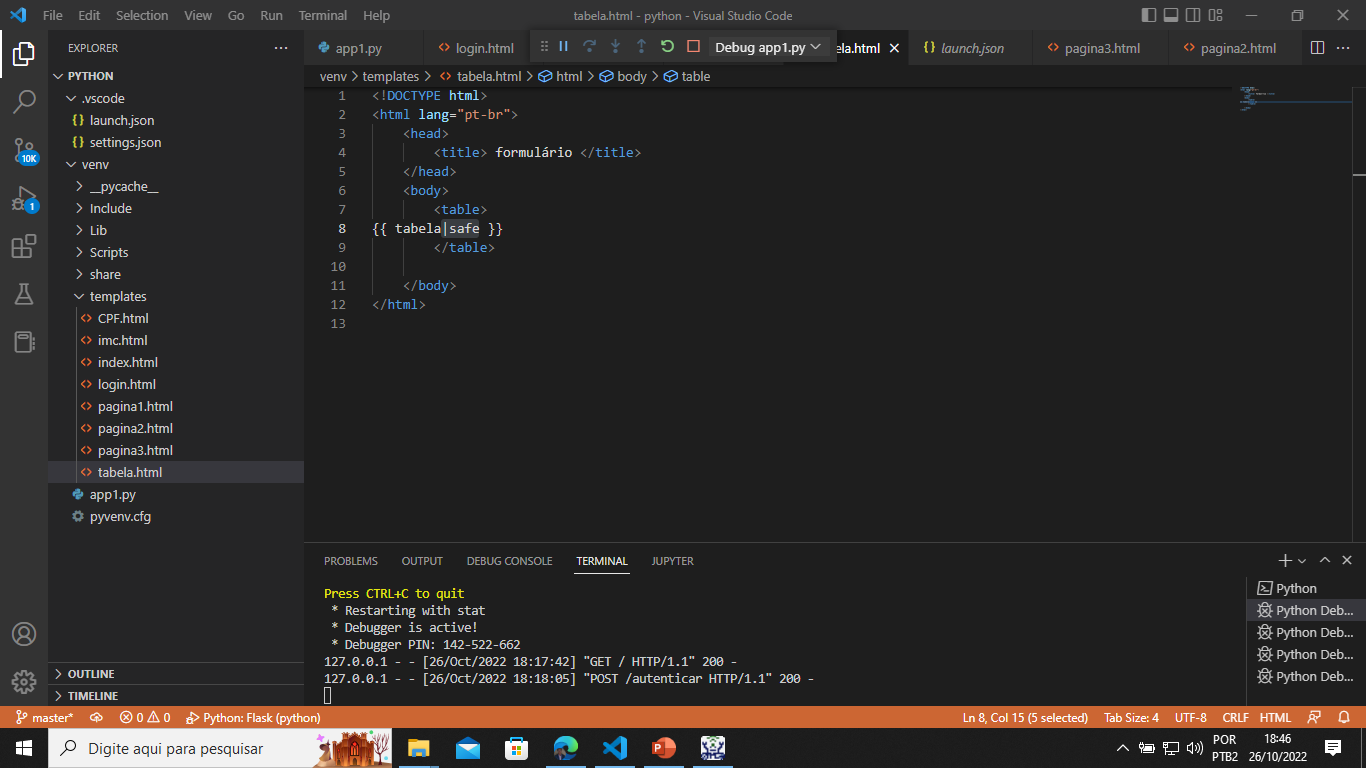 File Edit Selection View Go Run Terminal Help
tabela.html - python - Visual Studio Code
EXPLORER
PYTHON
.vscode
{} launch.json
{} settings.json
venv
__pycache__
Include
Lib
Scripts
share
templates
<> CPF.html
<> imc.html
<> index.html
<> login.html
<> pagina1.html
<> pagina2.html
<> pagina3.html
<> tabela.html
app1.py
pyvenv.cfg
OUTLINE
TIMELINE
10K
1
app1.py
<> login.html
Debug app1.py
ela.html
{} launch.json
<> pagina3.html
<> pagina2.html
venv > templates > <> tabela.html > html > body > table
1 <!DOCTYPE html>
2 <html lang="pt-br">
3 <head>
4 <title> formulário </title>
5 </head>
6 <body>
7 <table>
8 {{ tabela|safe }}
9 </table>
10
11 </body>
12 </html>
13
PROBLEMS OUTPUT DEBUG CONSOLE TERMINAL JUPYTER
Press CTRL+C to quit
* Restarting with stat
* Debugger is active!
* Debugger PIN: 142-522-662
127.0.0.1 - - [26/Oct/2022 18:17:42] "GET / HTTP/1.1" 200 -
127.0.0.1 - - [26/Oct/2022 18:18:05] "POST /autenticar HTTP/1.1" 200 -
Python
Python Deb...
Python Deb...
Python Deb...
Python Deb...
master* 0 0 Python: Flask (python)
Ln 8, Col 15 (5 selected) Tab Size: 4 UTF-8 CRLF HTML
Digite aqui para pesquisar
POR
PTB2
18:46
26/10/2022